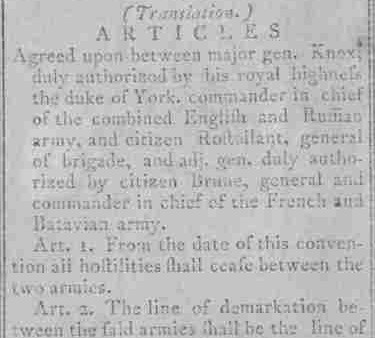 (Translation.)
ARTICLES
Agreed upon between major gen. Knox,
duly authorized by his royal highneſs
the duke of York, commander in chief
of the combined Engliſh and Ruſſian
army, and citizen Roſtallant, general
of brigade, and adj. gen. duly autho-
rized by citizen Brune, general and
commander in chief of the French and
Batavian army.
Art. 1. From the date of this conven-
tion all hoſtilities ſhall ceaſe between the
two armies.
Art. 2. The line of demarkation be-
tween the ſaid armies ſhall be the line of